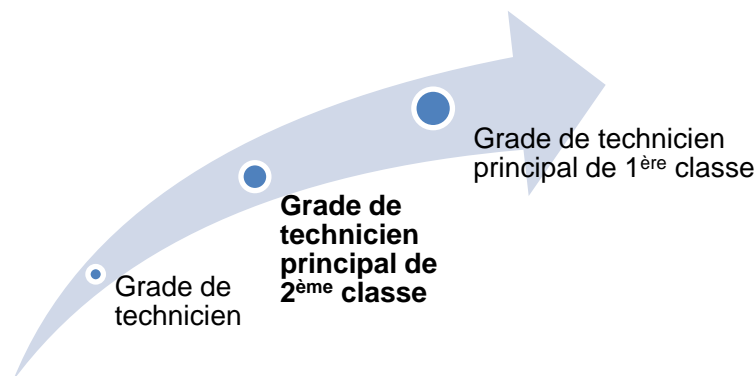 Grade de technicien
principal de 1ère classe
Grade de
technicien
principal de
2ème classe
Grade de
technicien